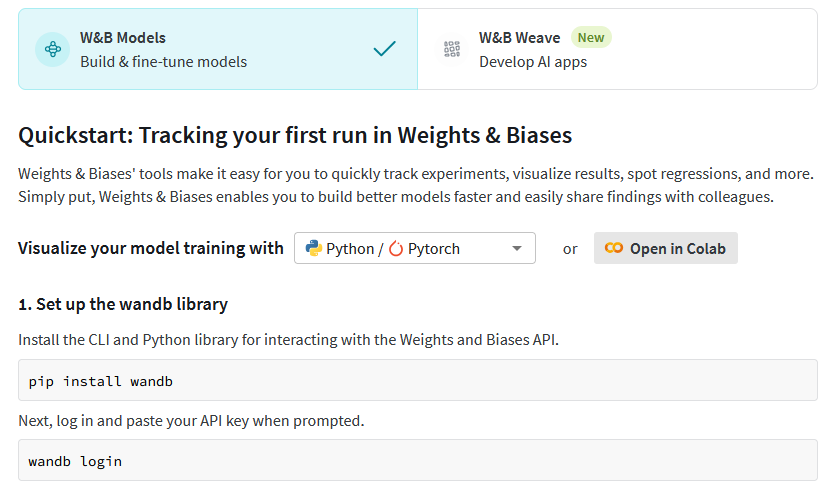 W&B Models
Build & fine-tune models
W&B Weave New
Develop AI apps
Quickstart: Tracking your first run in Weights & Biases
Weights & Biases' tools make it easy for you to quickly track experiments, visualize results, spot regressions, and more.
Simply put, Weights & Biases enables you to build better models faster and easily share findings with colleagues.
Visualize your model training with Python / Pytorch or Open in Colab
1. Set up the wandb library
Install the CLI and Python library for interacting with the Weights and Biases API.
pip install wandb
Next, log in and paste your API key when prompted.
wandb login